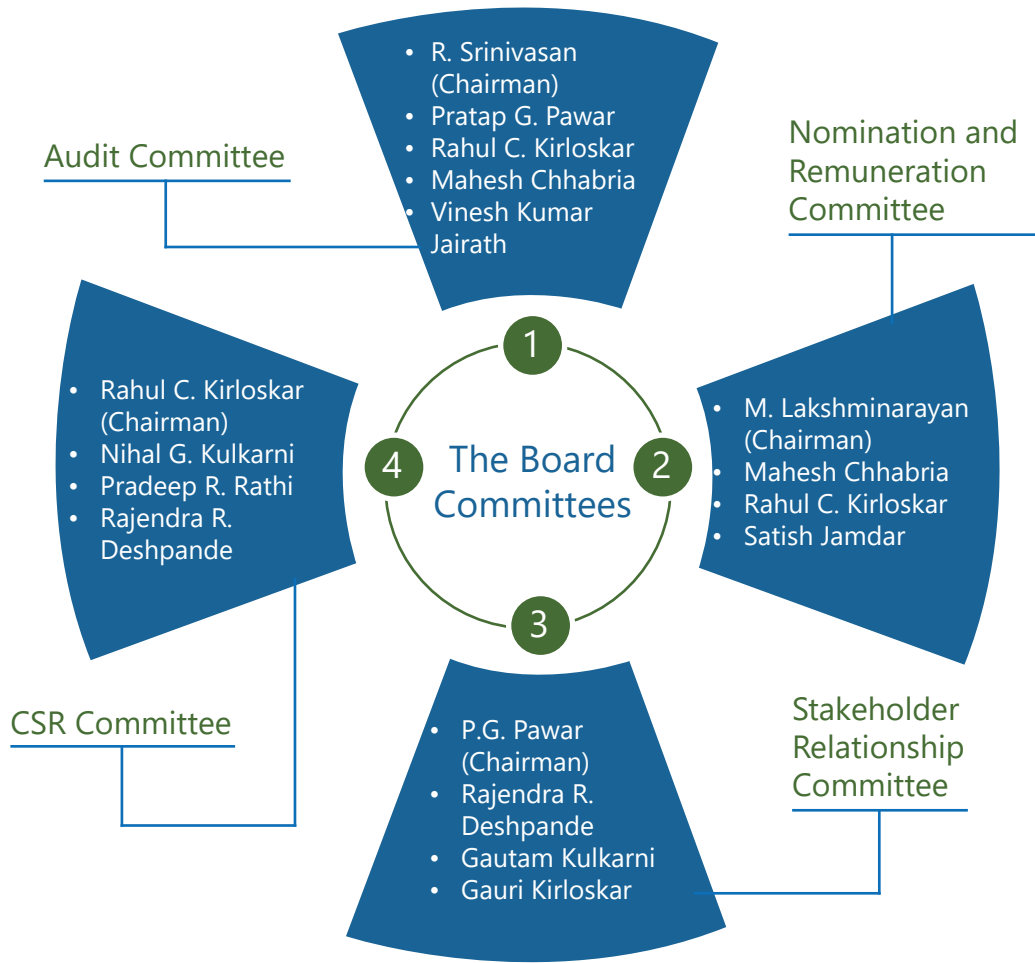 Audit Committee
• R. Srinivasan
(Chairman)
• Pratap G. Pawar
• Rahul C. Kirloskar
• Mahesh Chhabria
• Vinesh Kumar
Jairath
Nomination and
Remuneration
Committee
1
• Rahul C. Kirloskar
(Chairman)
• Nihal G. Kulkarni
• Pradeep R. Rathi
• Rajendra R.
Deshpande
4
The Board
Committees
2
• M. Lakshminarayan
(Chairman)
• Mahesh Chhabria
• Rahul C. Kirloskar
• Satish Jamdar
3
CSR Committee
• P.G. Pawar
(Chairman)
• Rajendra R.
Deshpande
• Gautam Kulkarni
• Gauri Kirloskar
Stakeholder
Relationship
Committee